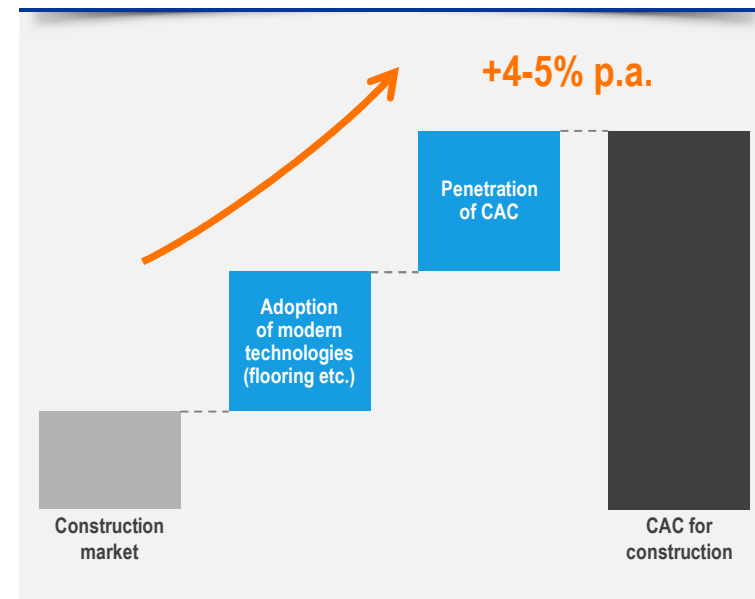 +4-5% p.a.
Penetration
of CAC
Adoption
of modern
technologies
(flooring etc.)
Construction
market
CAC for
construction